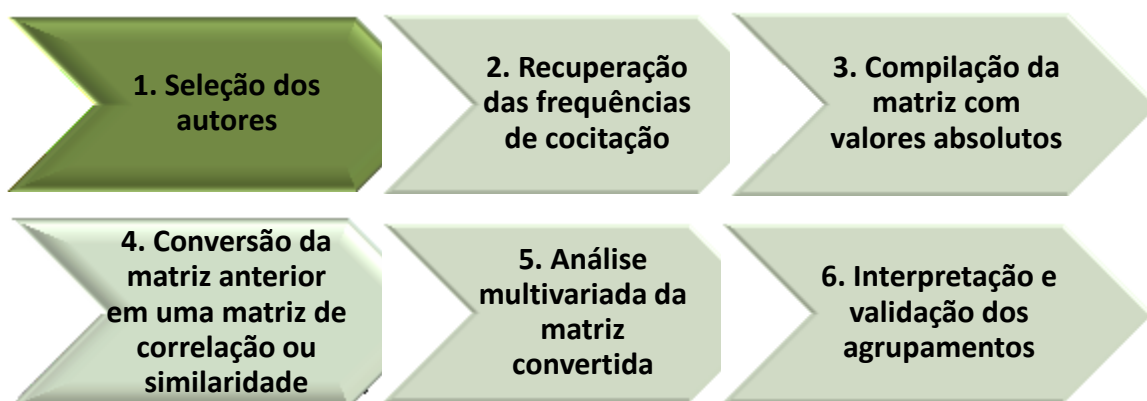 1. Seleção dos
autores
2. Recuperação
das frequências
de cocitação
3. Compilação da
matriz com
valores absolutos
4. Conversão da
matriz anterior
em uma matriz de
correlação ou
similaridade
5. Análise
multivariada da
matriz
convertida
6. Interpretação e
validação dos
agrupamentos